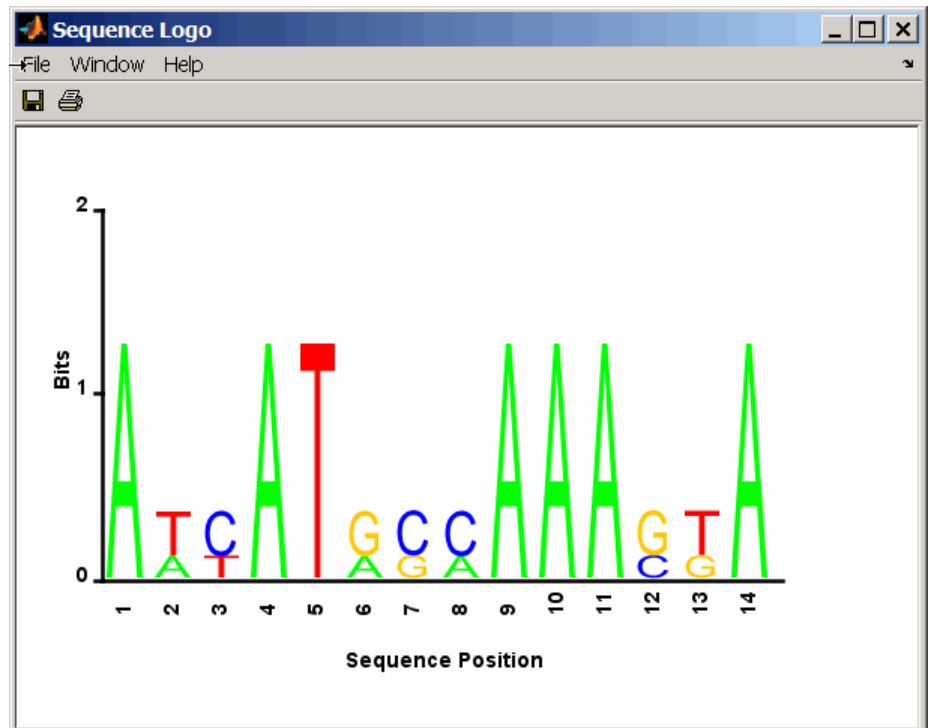 Sequence Logo
File Window Help
2
Bits
1
0
A T C A T G C C A A A G T A
A T A G A C G
1 2 3 4 5 6 7 8 9 10 11 12 13 14
Sequence Position